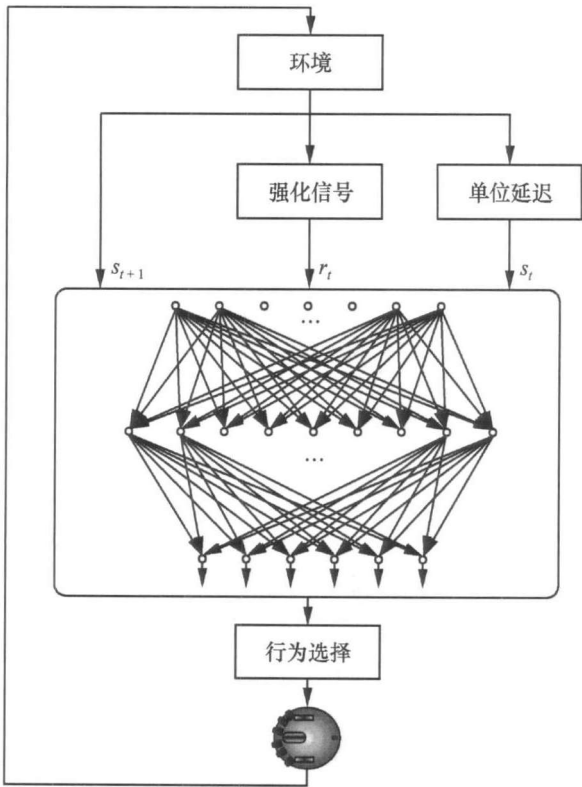 环境
强化信号
单位延迟
s_{t+1}
r_t
s_t
…
…
行为选择